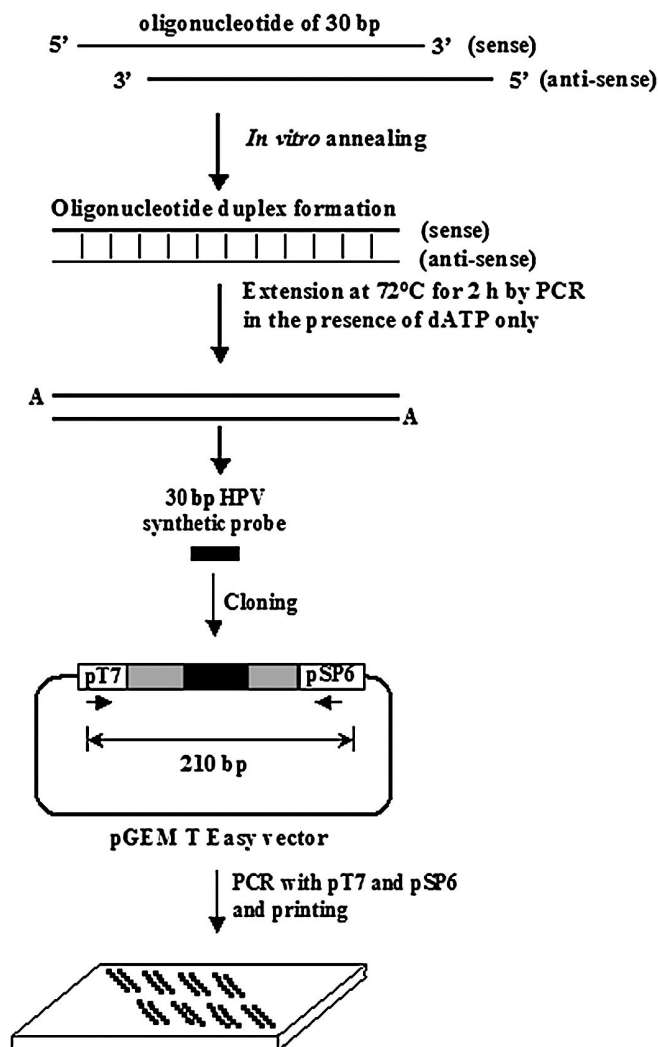 oligonucleotide of 30 bp
5’ 3’ (sense)
3’ 5’ (anti-sense)
In vitro annealing
Oligonucleotide duplex formation
(sense)
(anti-sense)
Extension at 72ºC for 2 h by PCR
in the presence of dATP only
A
A
30 bp HPV
synthetic probe
Cloning
pT7 pSP6
210 bp
pGEM T Easy vector
PCR with pT7 and pSP6
and printing